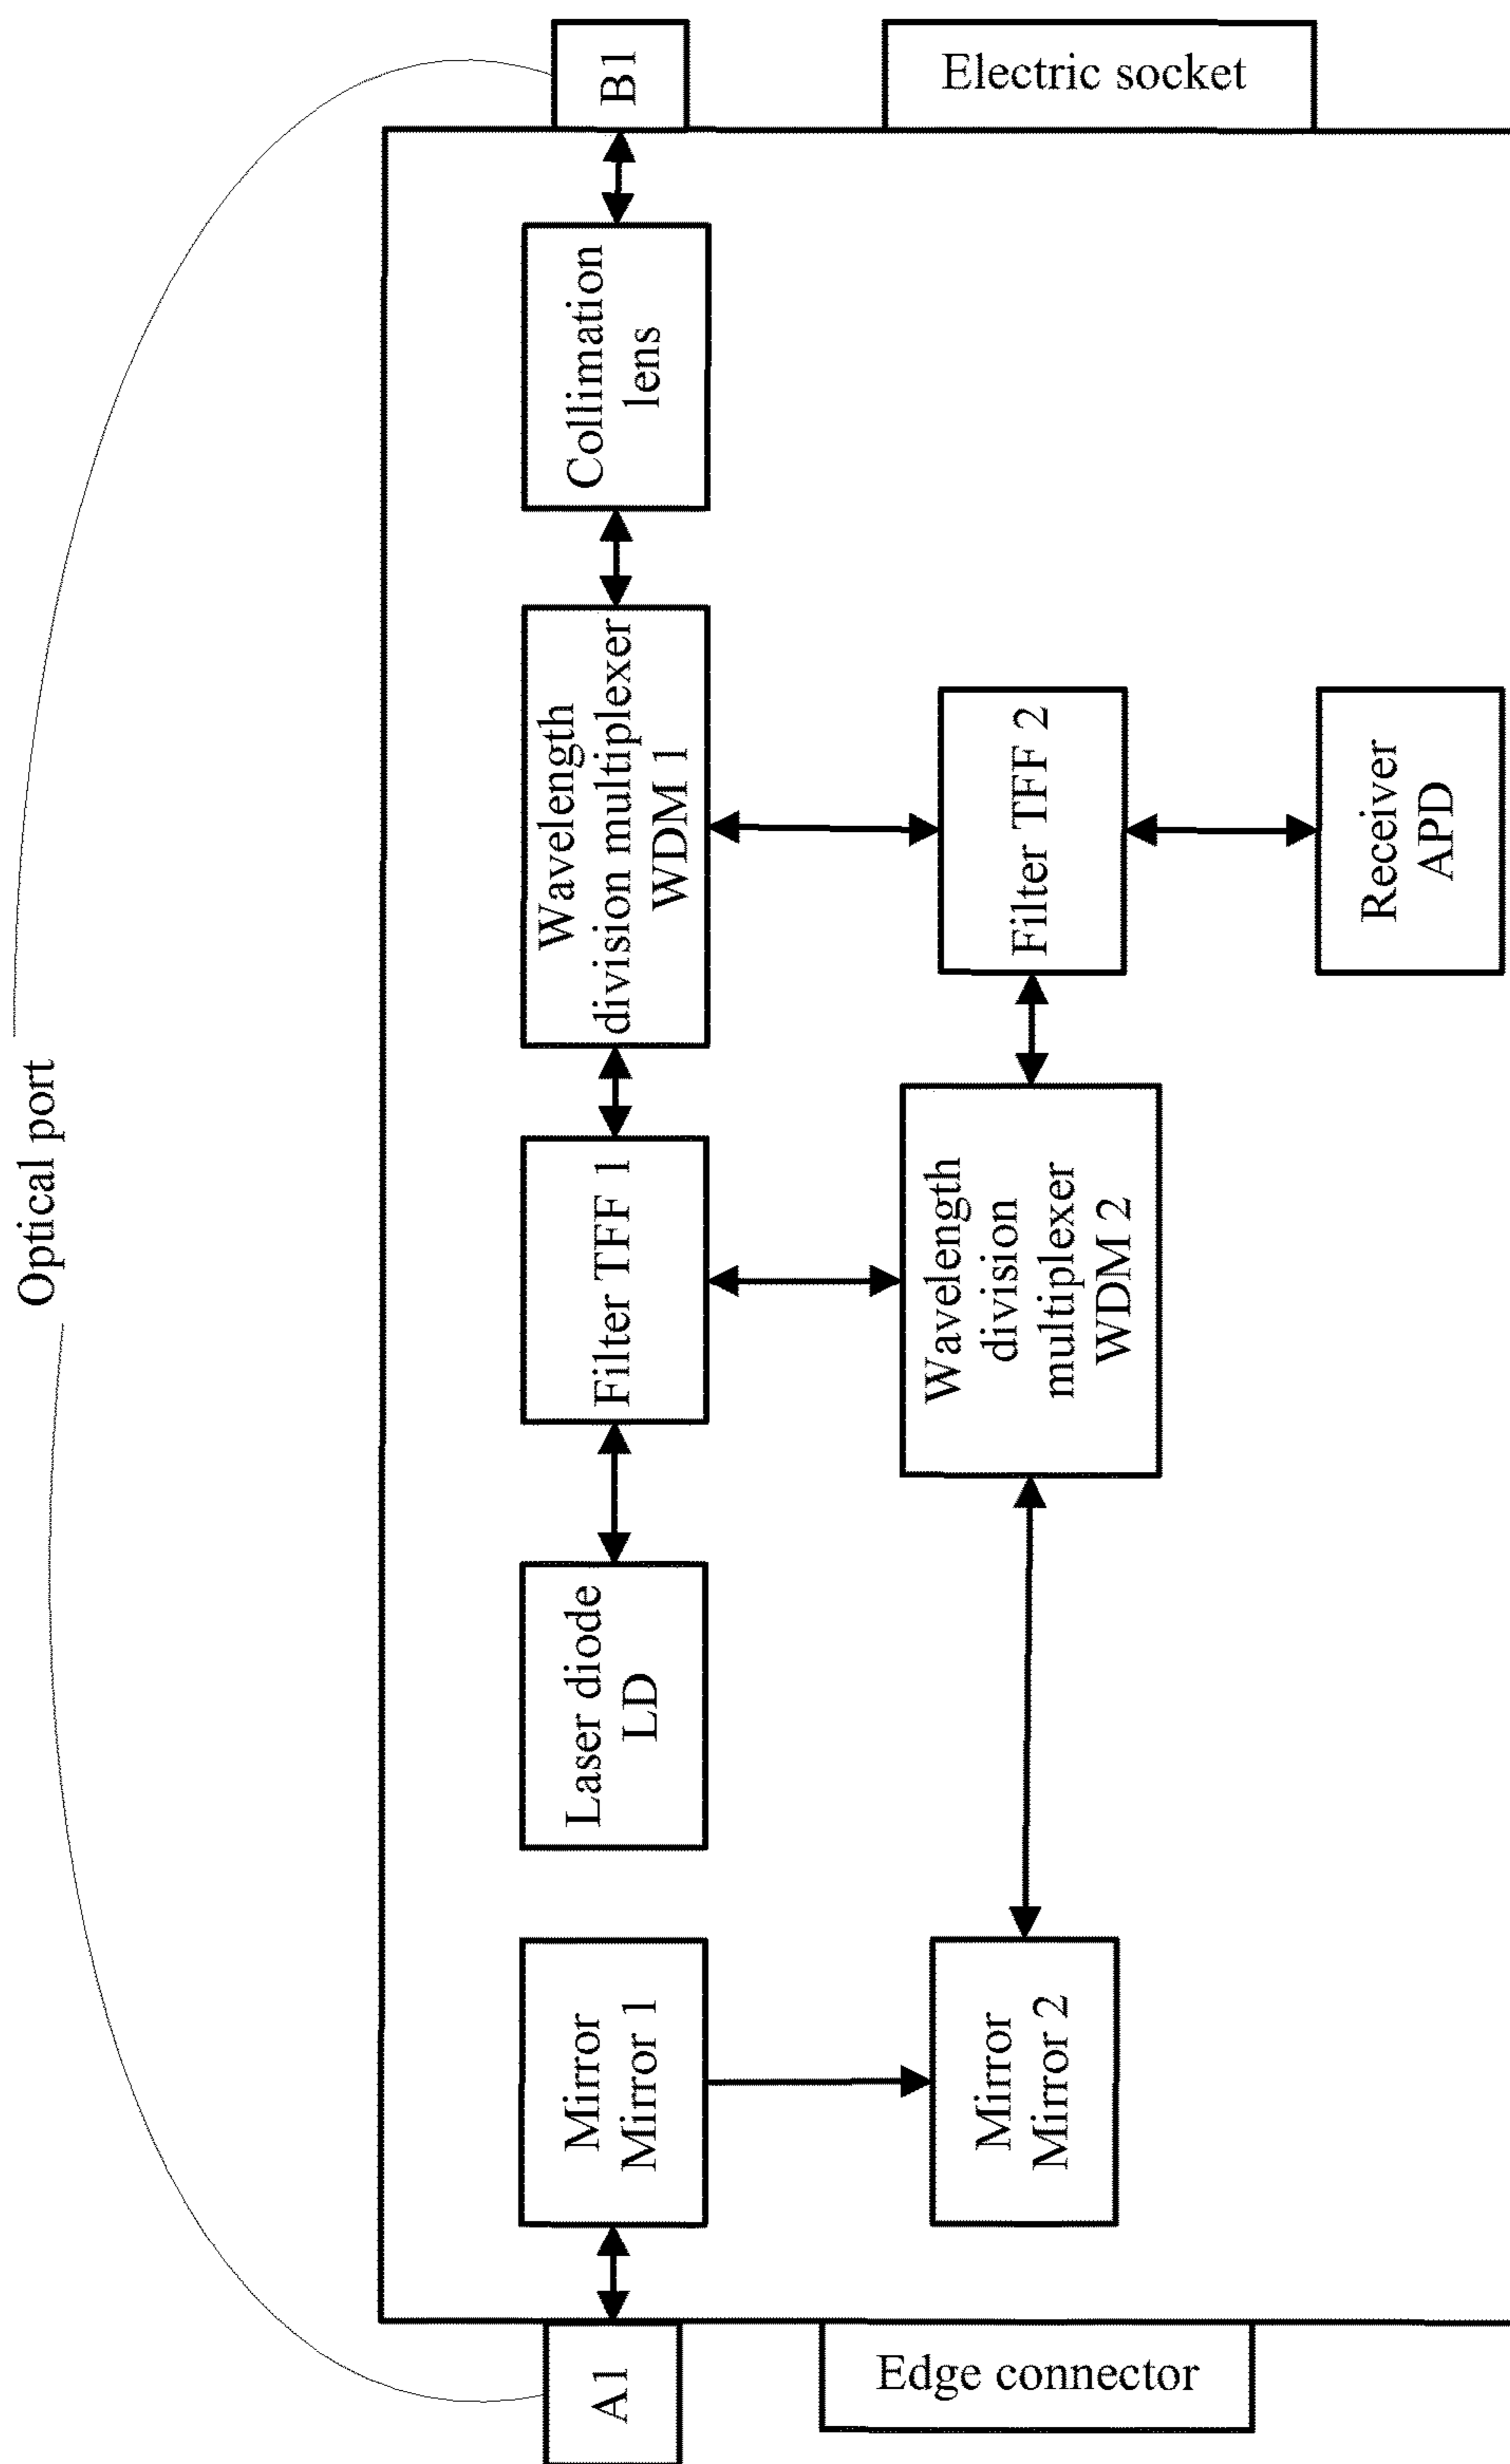 Optical port
A1
B1
Mirror
Mirror 1
Laser diode
LD
Filter TFF 1
Wavelength
division multiplexer
WDM 1
Collimation
lens
Mirror
Mirror 2
Wavelength
division
multiplexer
WDM 2
Filter TFF 2
Receiver
APD
Edge connector
Electric socket